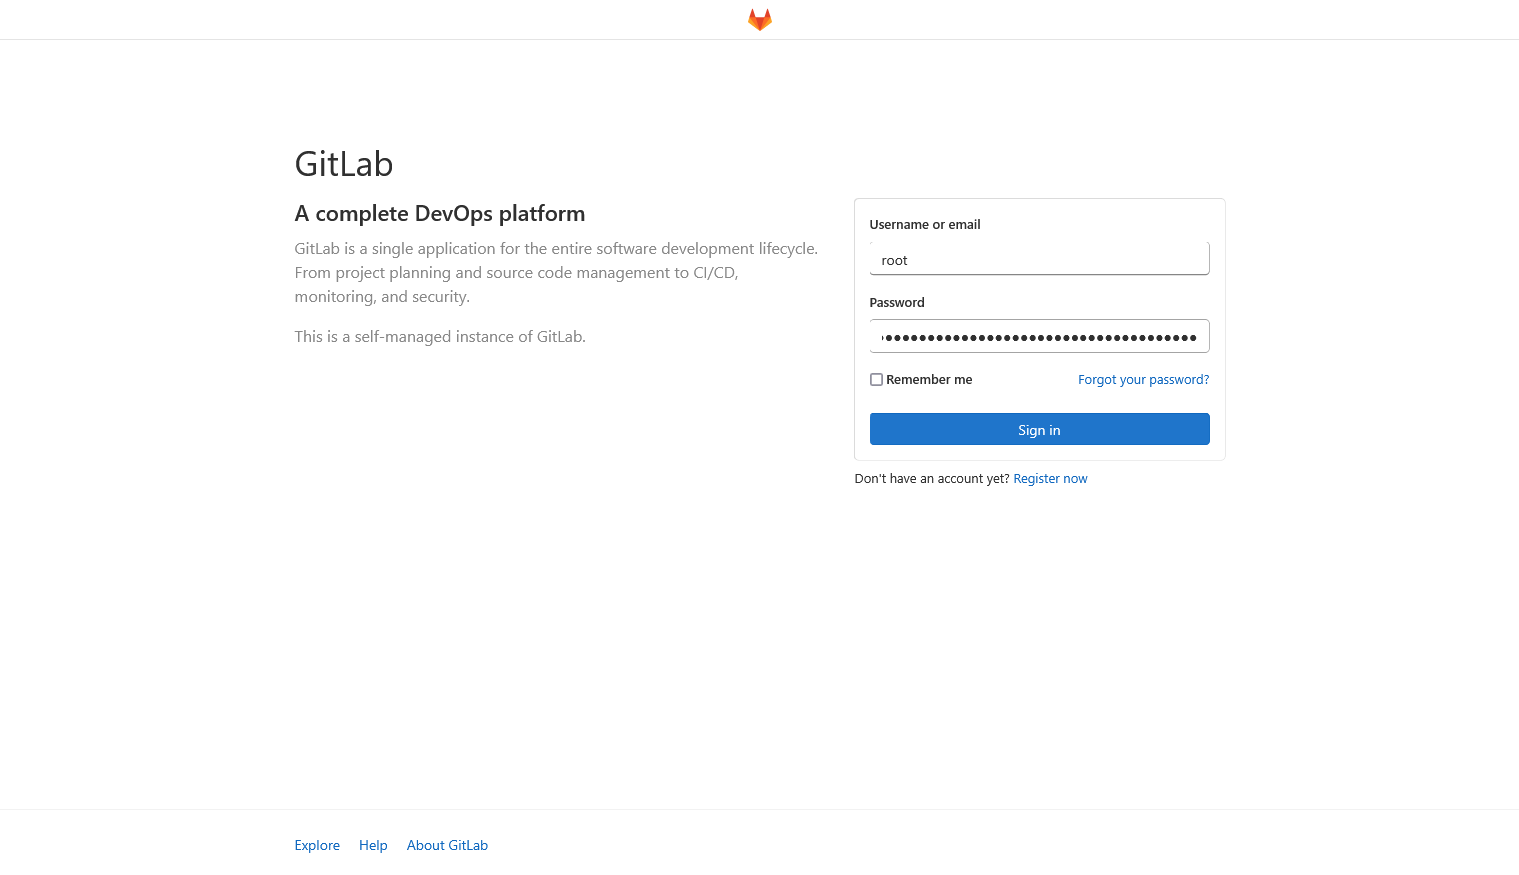 GitLab
A complete DevOps platform
GitLab is a single application for the entire software development lifecycle.
From project planning and source code management to CI/CD,
monitoring, and security.
This is a self-managed instance of GitLab.
Username or email
root
Password
Remember me
Forgot your password?
Sign in
Don't have an account yet? Register now
Explore Help About GitLab